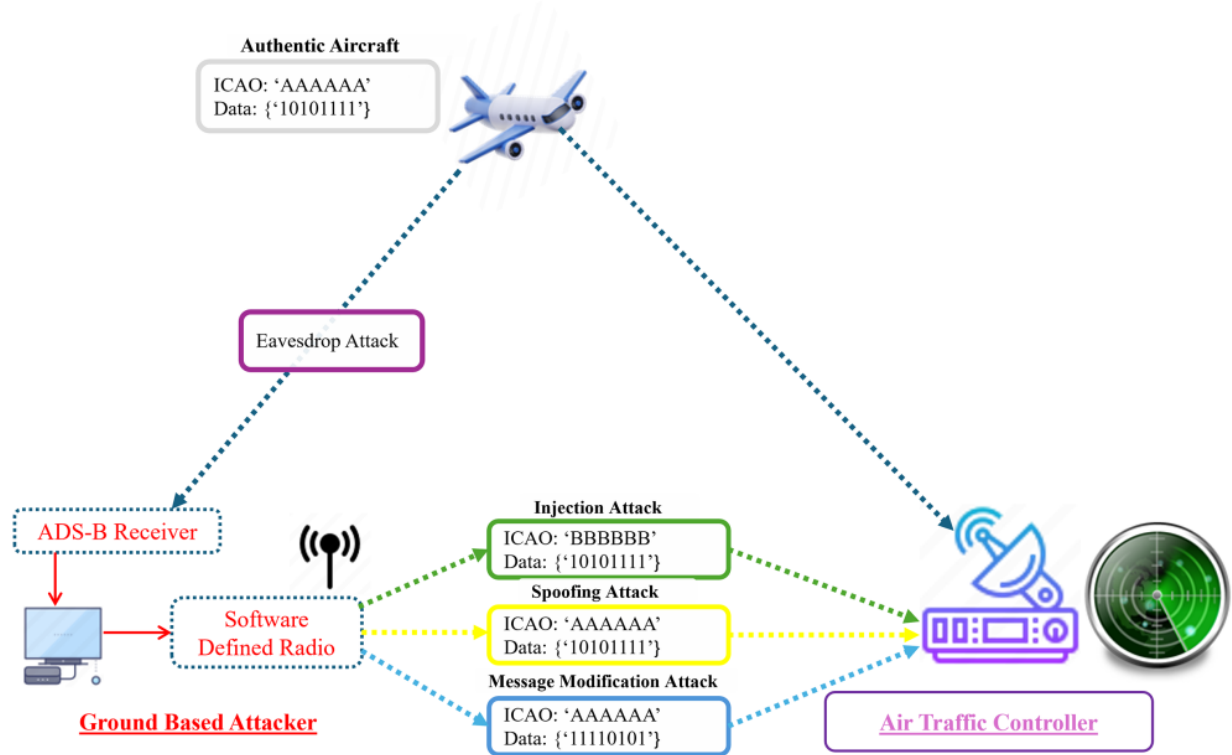 Authentic Aircraft
ICAO: ‘AAAAAA’
Data: {‘10101111’}
Eavesdrop Attack
ADS-B Receiver
Software
Defined Radio
Ground Based Attacker
Injection Attack
ICAO: ‘BBBBBB’
Data: {‘10101111’}
Spoofing Attack
ICAO: ‘AAAAAA’
Data: {‘10101111’}
Message Modification Attack
ICAO: ‘AAAAAA’
Data: {‘11110101’}
Air Traffic Controller